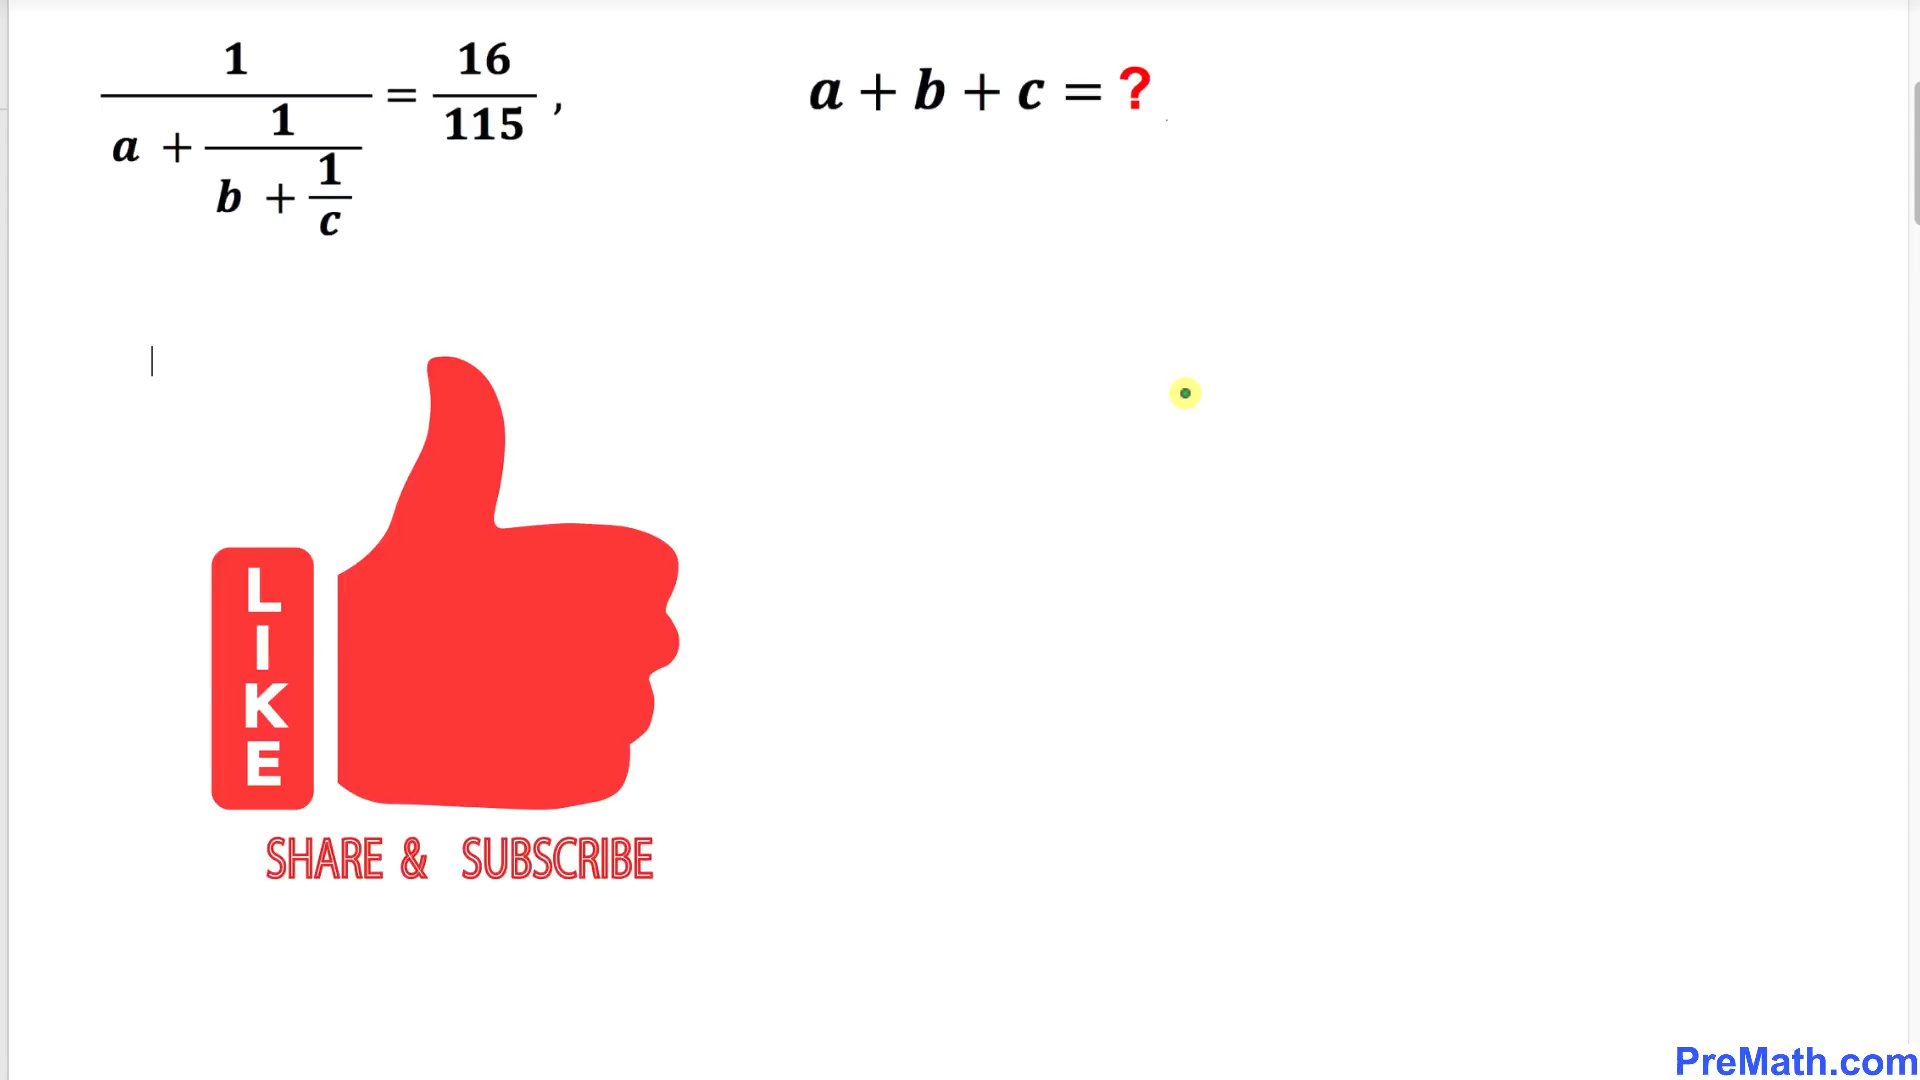 1/(a + 1/(b + 1/c)) = 16/115 ,
a + b + c = ?
LIKE
SHARE & SUBSCRIBE
PreMath.com